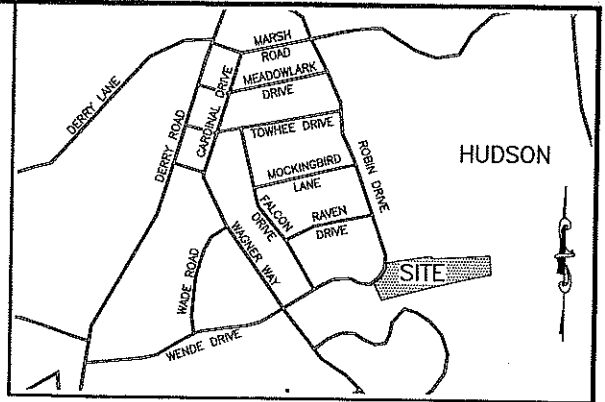 MARSH
ROAD
MEADOWLARK
DRIVE
DERRY LANE
DERRY ROAD
CARDINAL DRIVE
TOWHEE DRIVE
MOCKINGBIRD
LANE
ROBIN DRIVE
HUDSON
FALCON
DRIVE
RAVEN
DRIVE
WAGNER WAY
WADE ROAD
SITE
WENDE DRIVE